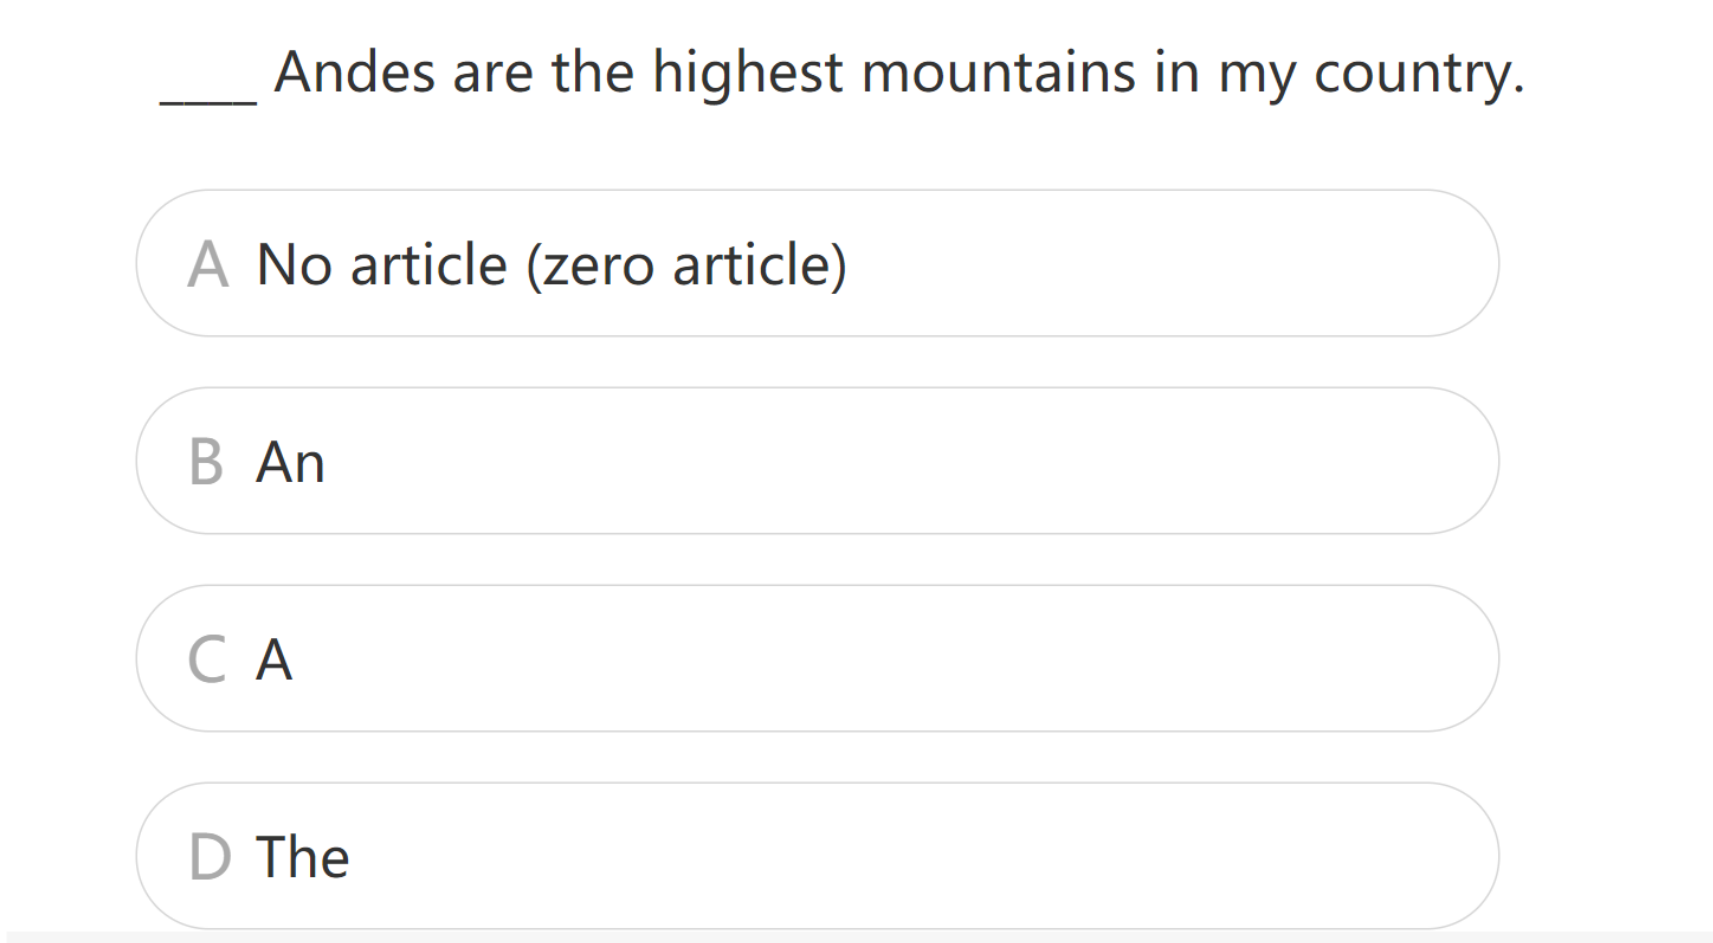 ____ Andes are the highest mountains in my country.
A No article (zero article)
B An
C A
D The